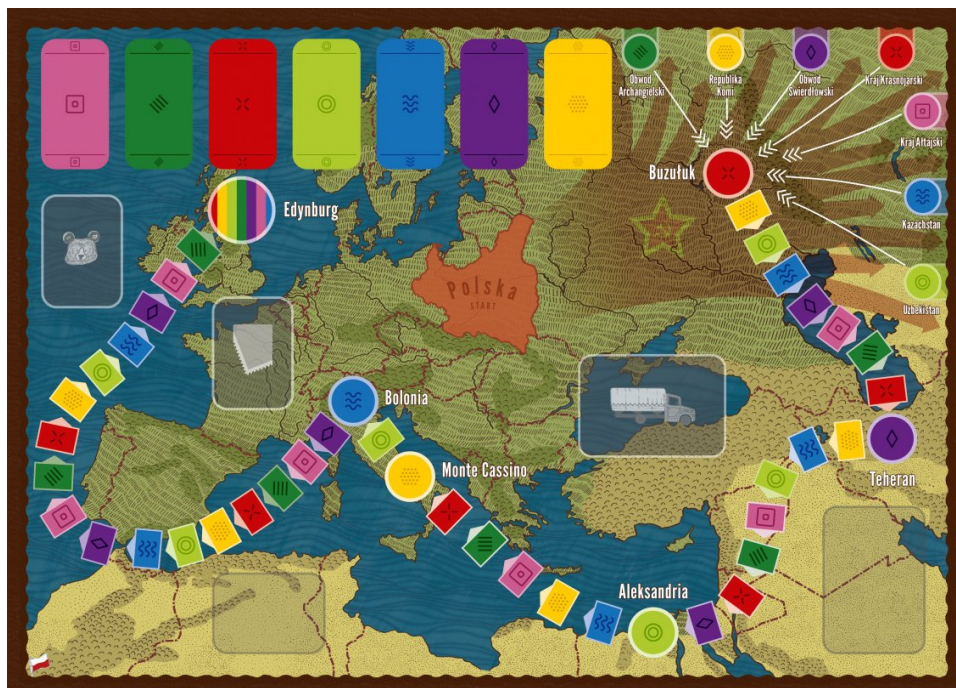 Obwód
Archangielski
Republika
Komi
Obwód
Swierdłowski
Kraj Krasnojarski
Kraj Ałtajski
Buzułuk
Kazachstan
Edynburg
Polska
START
Uzbekistan
Bolonia
Monte Cassino
Teheran
Aleksandria